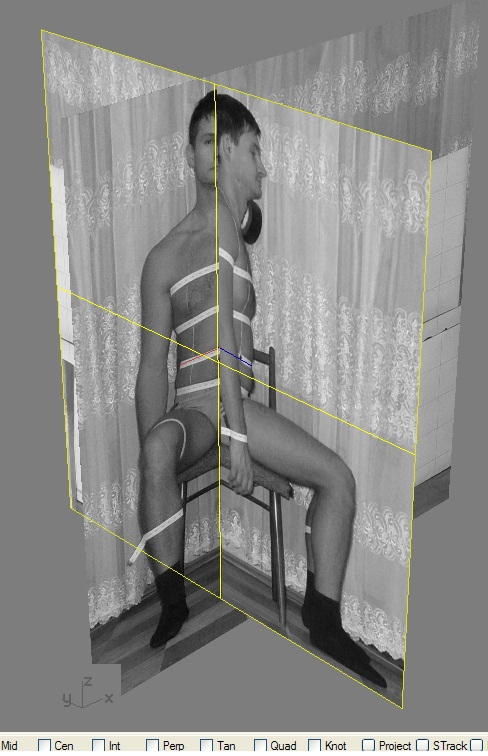 z
y x
Mid Cen Int Perp Tan Quad Knot Project STrack